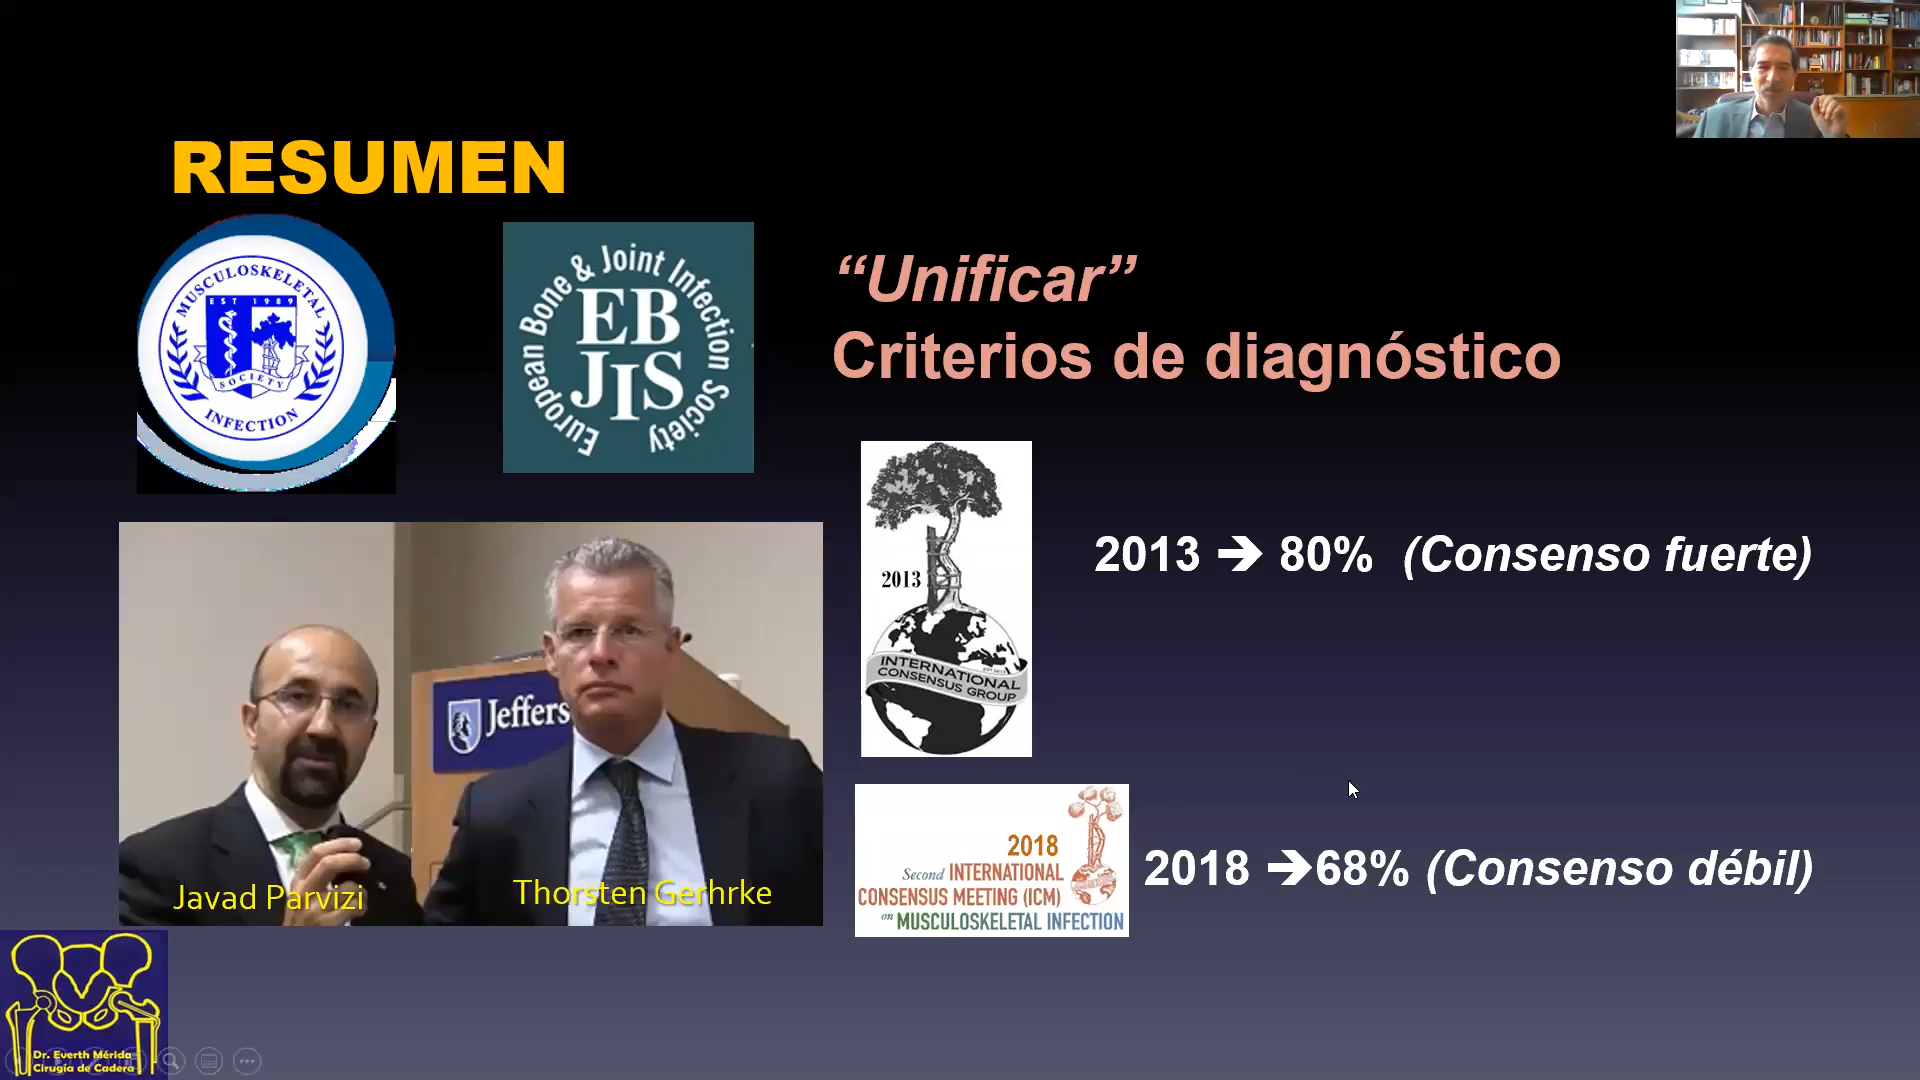 RESUMEN
MUSCULOSKELETAL
EST 1989
SOCIETY
INFECTION
European Bone & Joint Infection Society
EB
JIS
“Unificar”
Criterios de diagnóstico
2013
INTERNATIONAL
CONSENSUS GROUP
2013 → 80% (Consenso fuerte)
Jeffers
Javad Parvizi
Thorsten Gerhrke
2018
Second INTERNATIONAL
CONSENSUS MEETING (ICM)
on MUSCULOSKELETAL INFECTION
2018 →68% (Consenso débil)
Dr. Everth Mérida
Cirugía de Cadera